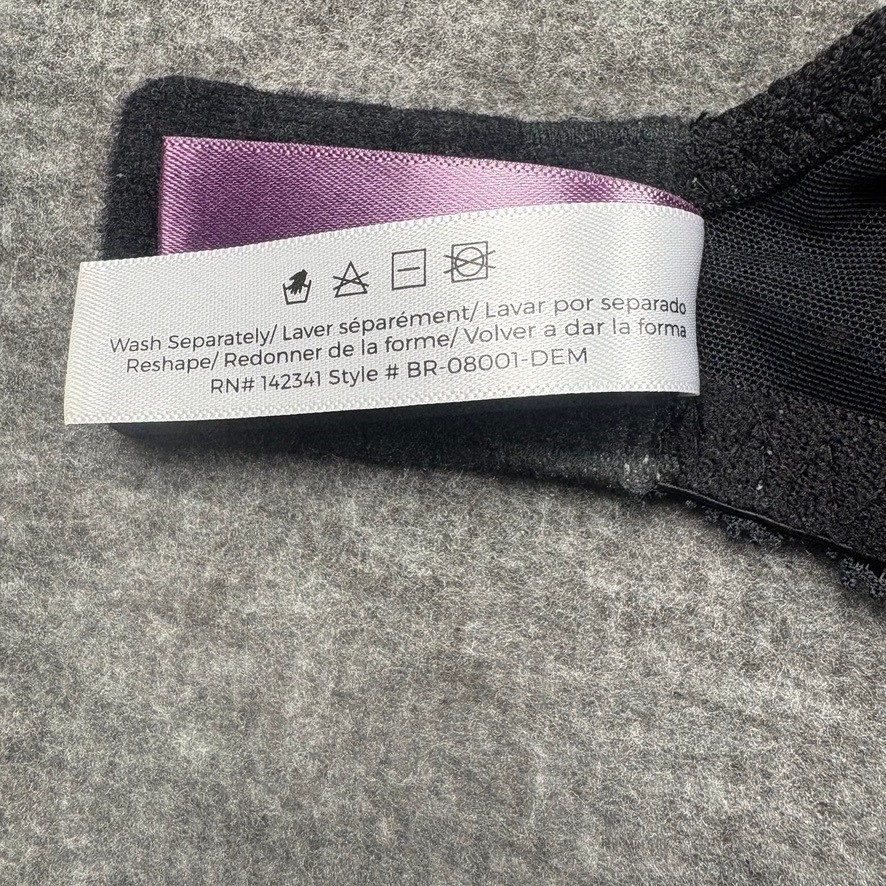 Wash Separately/ Laver séparément/ Lavar por separado
Reshape/ Redonner de la forme/ Volver a dar la forma
RN# 142341 Style # BR-08001-DEM